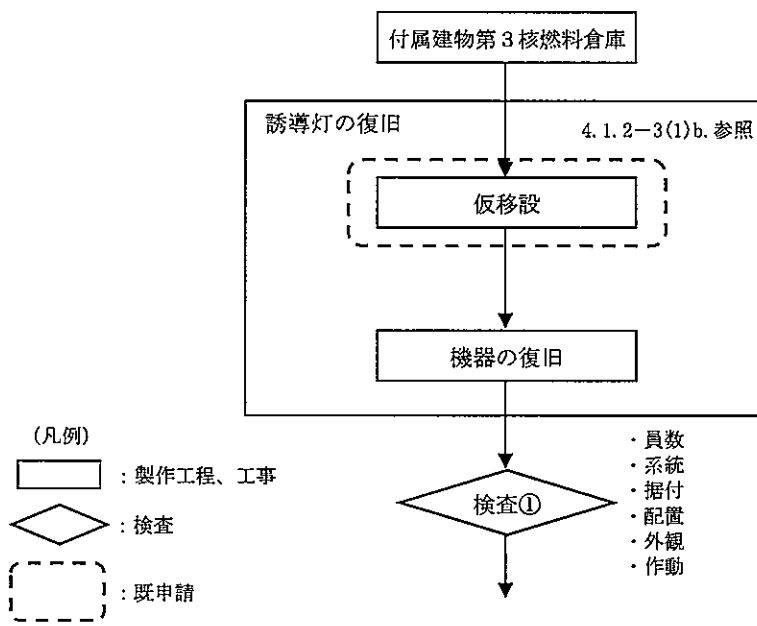 付属建物第3核燃料倉庫
誘導灯の復旧
4.1.2-3(1)b.参照
仮移設
機器の復旧
検査①
・員数
・系統
・据付
・配置
・外観
・作動
(凡例)
：製作工程、工事
：検査
：既申請